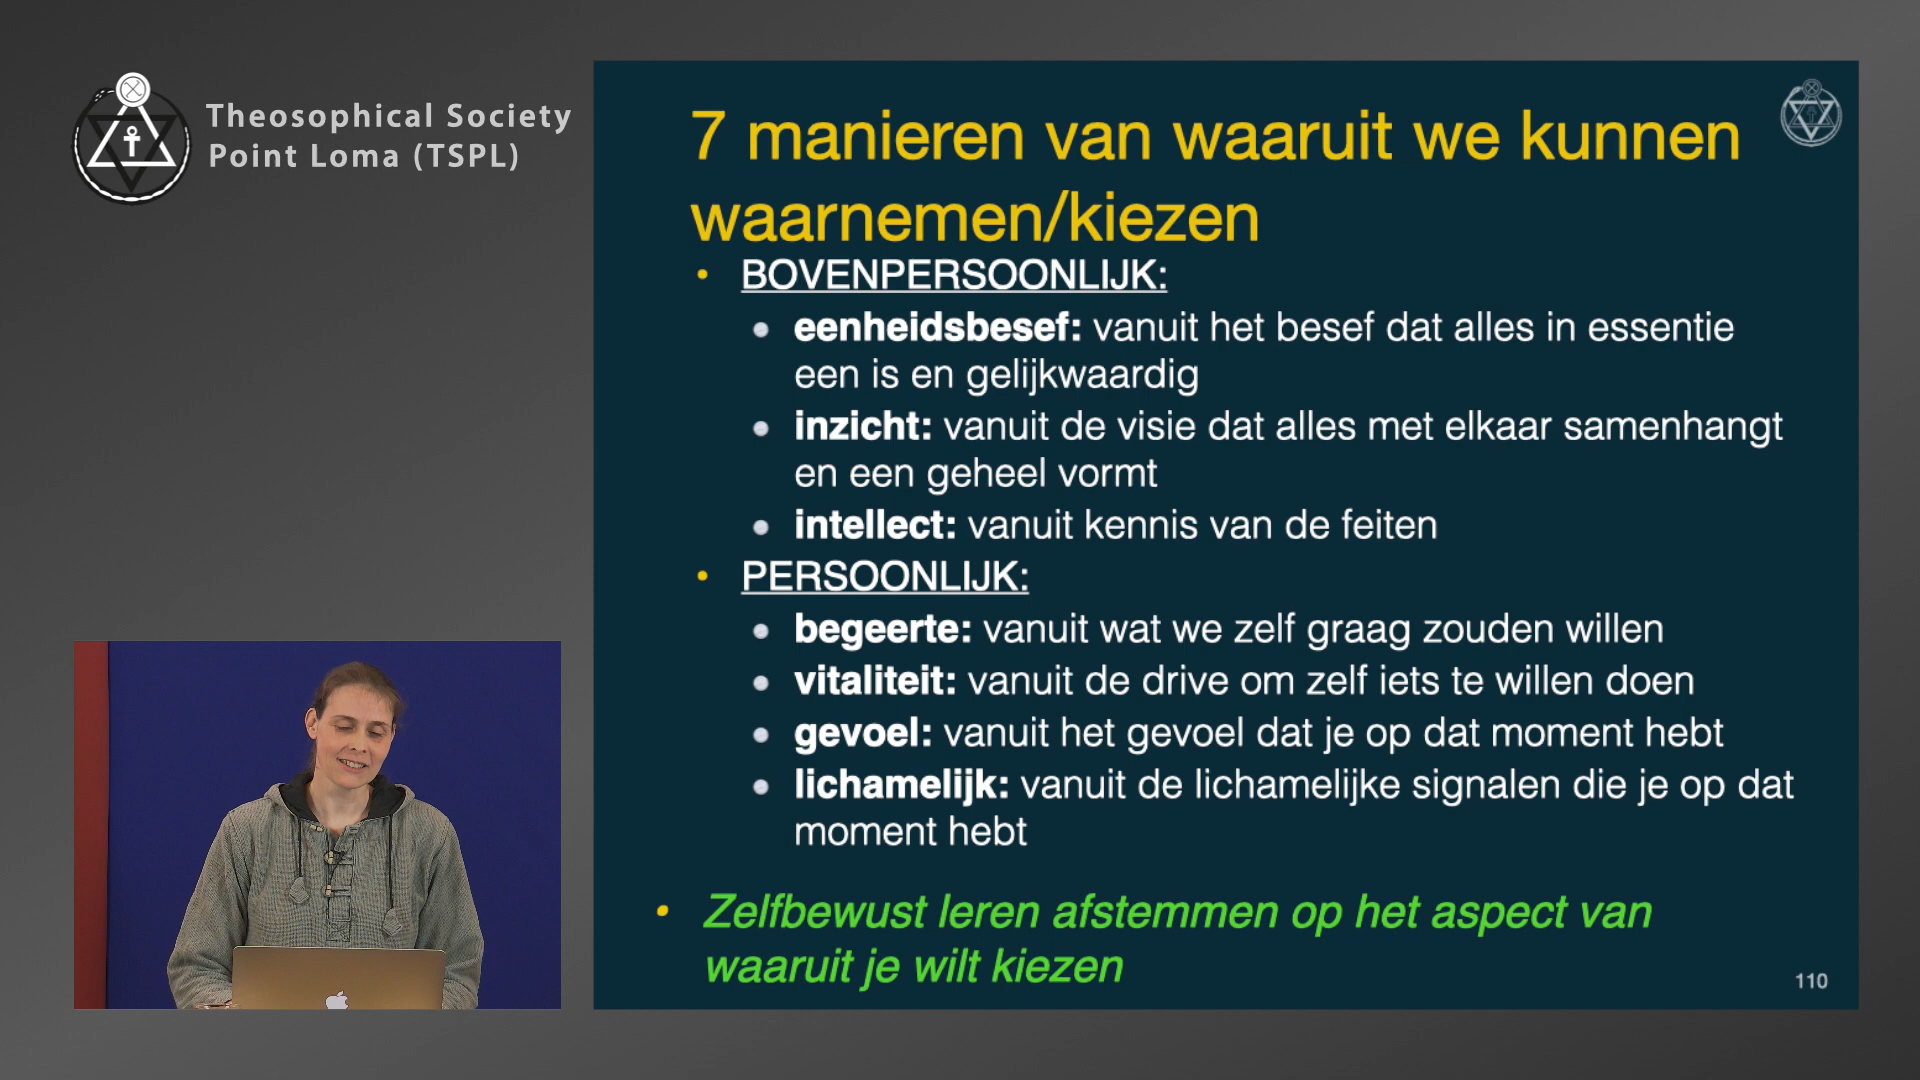 Theosophical Society
Point Loma (TSPL)
7 manieren van waaruit we kunnen
waarnemen/kiezen
• BOVENPERSOONLIJK:
• eenheidsbesef: vanuit het besef dat alles in essentie
een is en gelijkwaardig
• inzicht: vanuit de visie dat alles met elkaar samenhangt
en een geheel vormt
• intellect: vanuit kennis van de feiten
• PERSOONLIJK:
• begeerte: vanuit wat we zelf graag zouden willen
• vitaliteit: vanuit de drive om zelf iets te willen doen
• gevoel: vanuit het gevoel dat je op dat moment hebt
• lichamelijk: vanuit de lichamelijke signalen die je op dat
moment hebt
• Zelfbewust leren afstemmen op het aspect van
waaruit je wilt kiezen
110